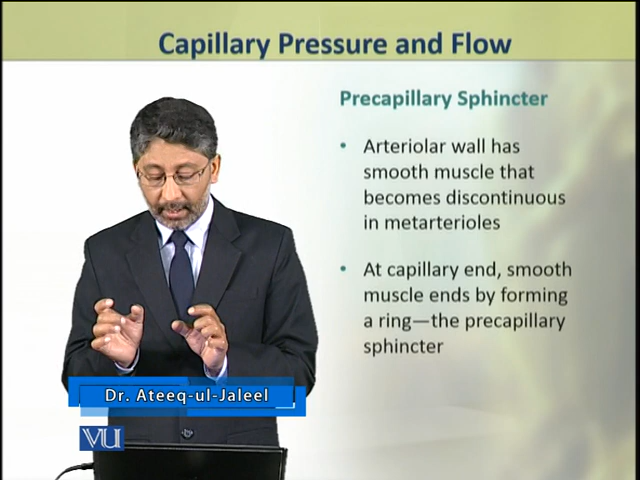 Capillary Pressure and Flow
Precapillary Sphincter
• Arteriolar wall has
smooth muscle that
becomes discontinuous
in metarterioles
• At capillary end, smooth
muscle ends by forming
a ring—the precapillary
sphincter
Dr. Ateeq-ul-Jaleel
VU